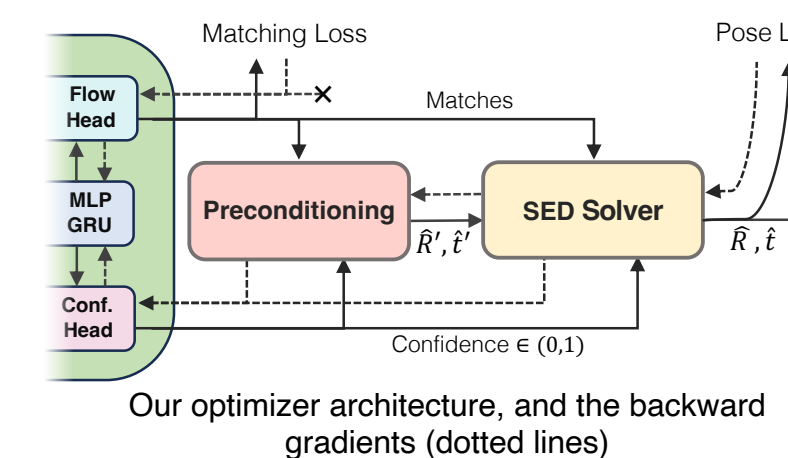 Matching Loss
Pose L
Flow
Head
Matches
MLP
GRU
Preconditioning
SED Solver
R̂′, t̂′
R̂ , t̂
Conf.
Head
Confidence ∈ (0,1)
Our optimizer architecture, and the backward
gradients (dotted lines)